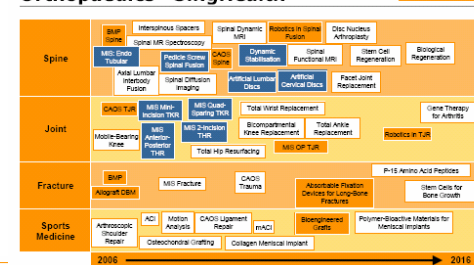 Orthopaedics - SingHealth
Spine
BMP
Spine
Interspinous Spacers
Spinal Dynamic
MRI
Robotics in Spinal
Fusion
Disc Nucleus
Arthroplasty
Spinal MR Spectroscopy
MIS: Endo
Tubular
Pedicle Screw
Spinal Fusion
CAOS
Spine
Dynamic
Stabilisation
Spinal
Functional MRI
Stem Cell
Regeneration
Biological
Regeneration
Axial Lumbar
Interbody
Fusion
Spinal Diffusion
Imaging
Artificial Lumbar
Discs
Artificial
Cervical Discs
Facet Joint
Replacement
Joint
CAOS TJR
MIS Mini-
incision TKR
MIS Quad-
Sparing TKR
Total Wrist Replacement
Gene Therapy
for Arthritis
Mobile-Bearing
Knee
MIS
Anterior-
Posterior
THR
MIS 2-incision
THR
Bicompartmental
Knee Replacement
Total Ankle
Replacement
Robotics in TJR
Total Hip Resurfacing
MIS OP TJR
Fracture
BMP
Allograft DBM
MIS Fracture
CAOS
Trauma
Absorbable Fixation
Devices for Long-Bone
Fractures
P-15 Amino Acid Peptides
Stem Cells for
Bone Growth
Sports
Medicine
Arthroscopic
Shoulder
Repair
ACI
Motion
Analysis
CAOS Ligament
Repair
mACI
Bioengineered
Grafts
Polymer-Bioactive Materials for
Meniscal Implants
Osteochondral Grafting
Collagen Meniscal Implant
2006
2016